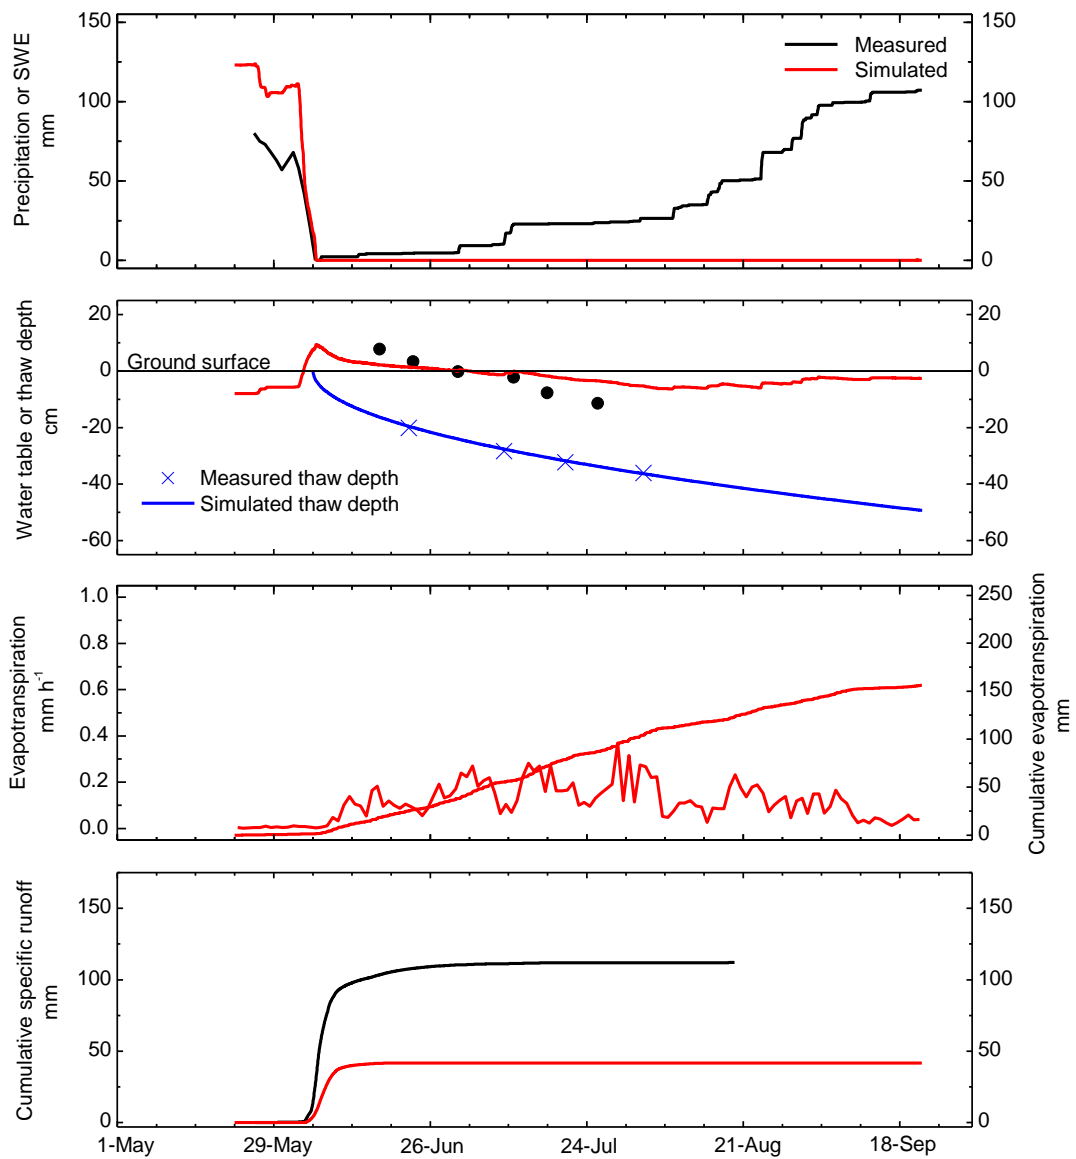 Precipitation or SWE
mm
150
100
50
0
Measured
Simulated
150
100
50
0
Water table or thaw depth
cm
20
0
-20
-40
-60
Ground surface
Measured thaw depth
Simulated thaw depth
20
0
-20
-40
-60
Evapotranspiration
mm h-1
1.0
0.8
0.6
0.4
0.2
0.0
250
200
150
100
50
0
Cumulative evapotranspiration
mm
Cumulative specific runoff
mm
150
100
50
0
150
100
50
0
1-May 29-May 26-Jun 24-Jul 21-Aug 18-Sep